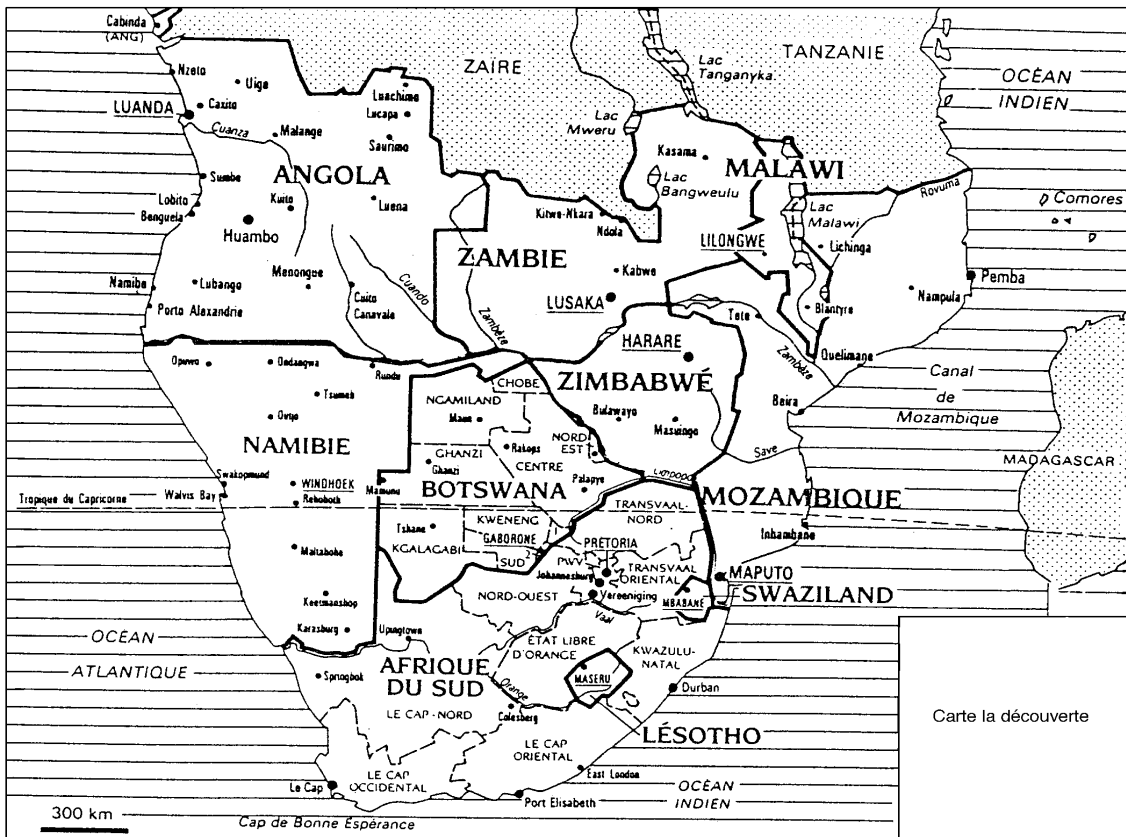 Cabinda
(ANG)
ZAIRE
TANZANIE
OCÉAN
INDIEN
Lac
Tanganyka
Nzeto
Uige
Luachimo
LUANDA
Caxito
Lucapa
Lac
Mweru
Cuanza
Malange
Saurimo
Kasama
MALAWI
ANGOLA
Lac
Bangweulu
Sumbe
Rovuma
Comores
Lobito
Kuito
Luena
Benguela
Huambo
Kitwe-Nkara
Ndola
Lac
Malawi
LILONGWE
Lichinga
ZAMBIE
Menongue
Kabwe
Pemba
Namibe
Lubango
Cuando
Nampula
Porto Alexandrie
Cuito
Canavale
Zambèze
LUSAKA
Blantyre
Tete
HARARE
Zambèze
Quelimane
Opuwo
Ondangwa
Rundu
CHOBE
ZIMBABWÉ
Canal
de
Mozambique
Tsumeb
NGAMILAND
Maun
Beira
Bulawayo
Masvingo
Ovijo
NAMIBIE
Rakops
NORD
EST
GHANZI
Ghanzi
CENTRE
Save
MADAGASCAR
Swakopmund
WINDHOEK
Mamunu
BOTSWANA
Palapye
Limpopo
Tropique du Capricorne
Walvis Bay
Rehoboth
MOZAMBIQUE
TRANSVAAL-
NORD
Tshane
KWENENG
GABORONE
Inhambane
KGALAGABI
SUD
2
PRETORIA
Maltahohe
PWV
Johannesburg
TRANSVAAL
ORIENTAL
MAPUTO
NORD-OUEST
Vereeniging
MBABANE
SWAZILAND
Keetmanshop
Vaal
Karasburg
Upingtown
ÉTAT LIBRE
D'ORANGE
KWAZULU-
NATAL
OCÉAN
ATLANTIQUE
AFRIQUE
DU SUD
MASERU
Springbok
Orange
Durban
LE CAP-NORD
Colesberg
LÉSOTHO
Carte la découverte
LE CAP
ORIENTAL
LE CAP
OCCIDENTAL
East London
Le Cap
OCÉAN
INDIEN
Port Elisabeth
300 km
Cap de Bonne Espérance